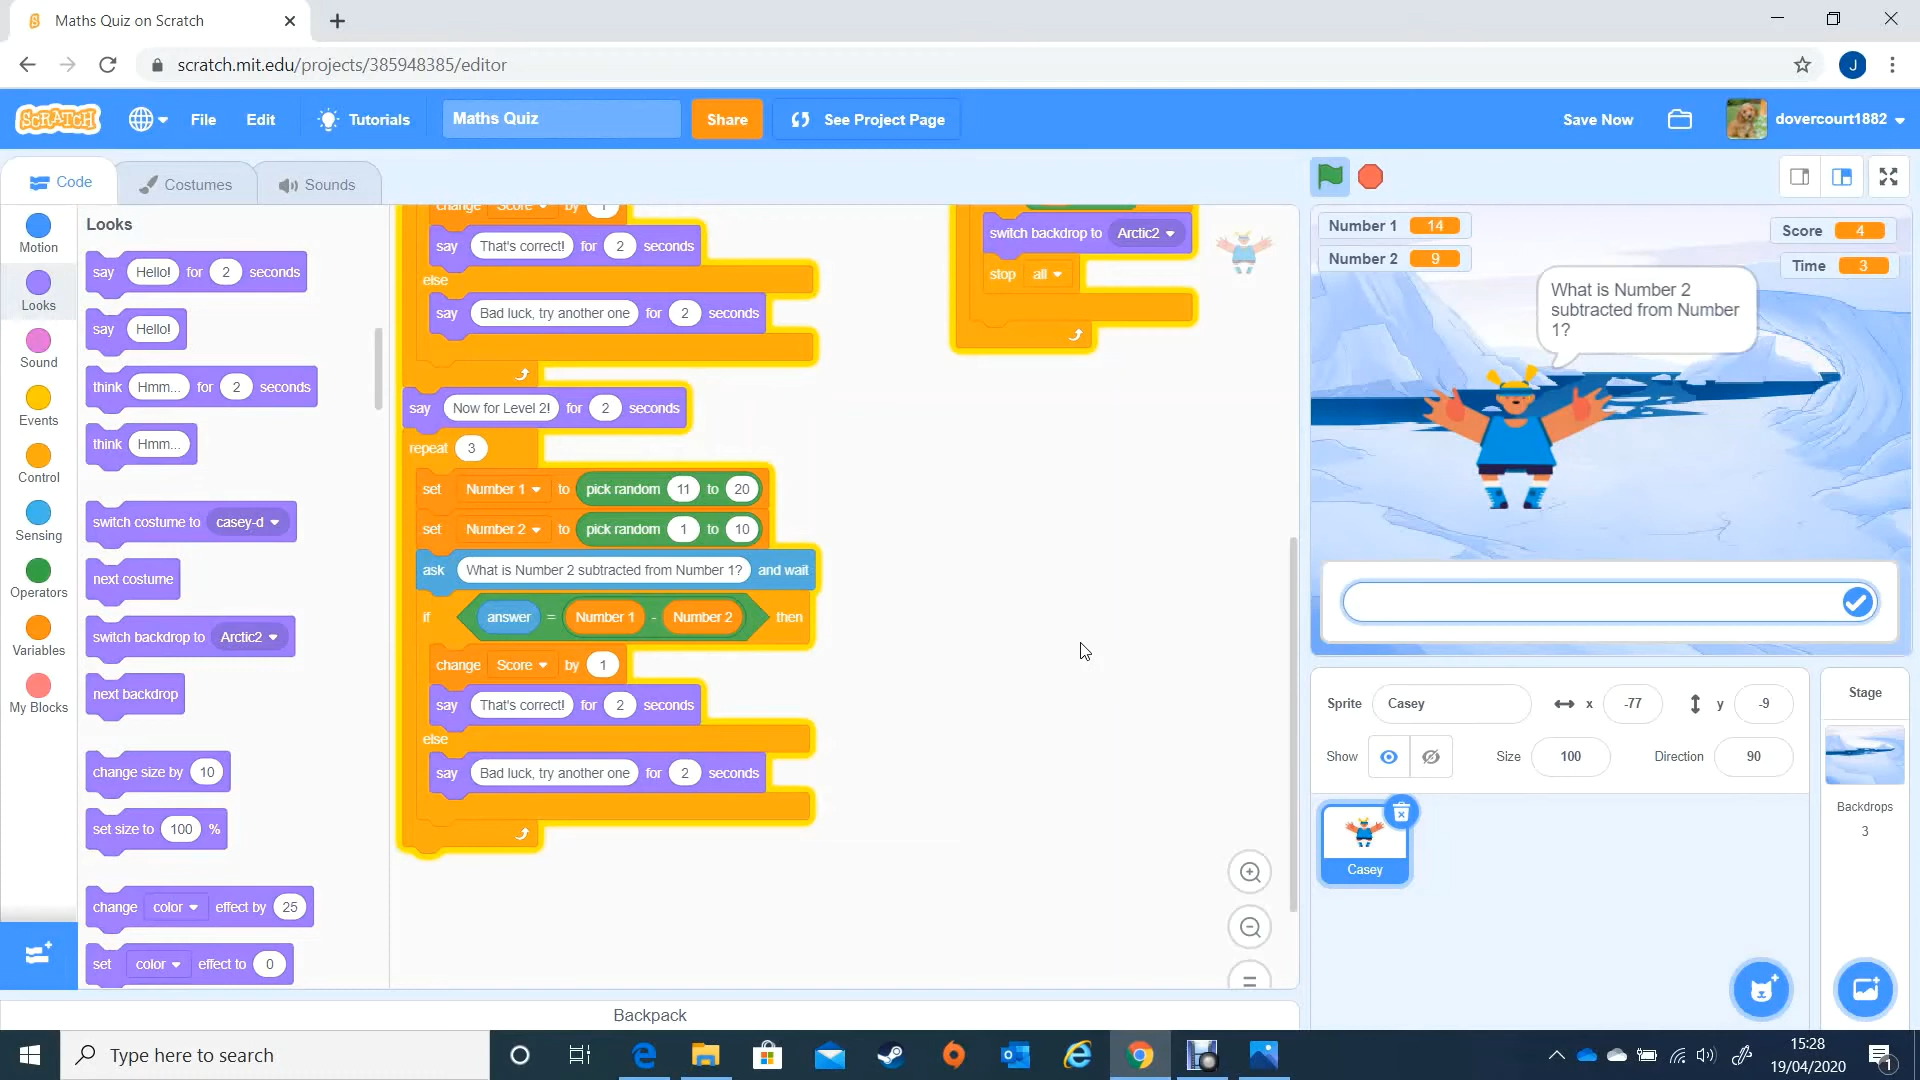 Maths Quiz on Scratch
scratch.mit.edu/projects/385948385/editor
J
SCRATCH
File
Edit
Tutorials
Maths Quiz
Share
See Project Page
Save Now
dovercourt1882
Code
Costumes
Sounds
Motion
Looks
Sound
Events
Control
Sensing
Operators
Variables
My Blocks
Looks
say Hello! for 2 seconds
say Hello!
think Hmm... for 2 seconds
think Hmm...
switch costume to casey-d
next costume
switch backdrop to Arctic2
next backdrop
change size by 10
set size to 100 %
change color effect by 25
set color effect to 0
change Score by 1
say That's correct! for 2 seconds
else
say Bad luck, try another one for 2 seconds
say Now for Level 2! for 2 seconds
repeat 3
set Number 1 to pick random 11 to 20
set Number 2 to pick random 1 to 10
ask What is Number 2 subtracted from Number 1? and wait
if answer = Number 1 - Number 2 then
change Score by 1
say That's correct! for 2 seconds
else
say Bad luck, try another one for 2 seconds
switch backdrop to Arctic2
stop all
Number 1 14
Number 2 9
Score 4
Time 3
What is Number 2
subtracted from Number
1?
Sprite Casey x -77 y -9
Show Size 100 Direction 90
Casey
Stage
Backdrops
3
Backpack
Type here to search
15:28
19/04/2020
1